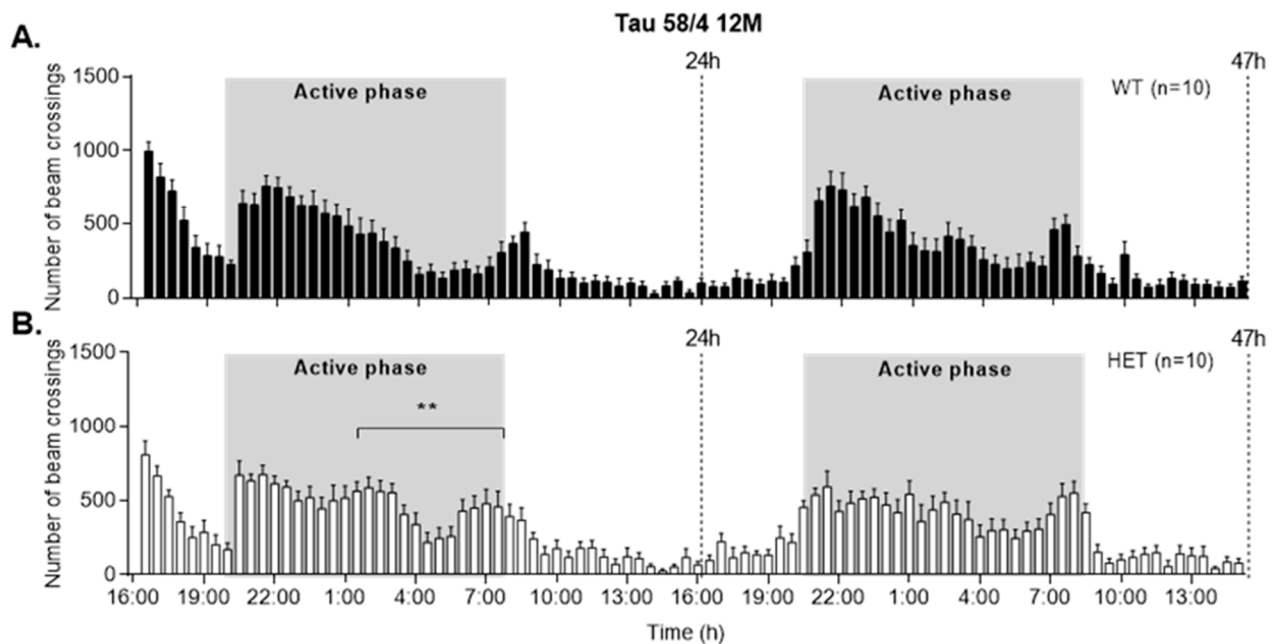 Tau 58/4 12M
A.
24h
47h
1500
Active phase
Active phase
WT (n=10)
1000
500
0
Number of beam crossings
B.
24h
47h
1500
Active phase
Active phase
HET (n=10)
**
1000
500
0
Number of beam crossings
16:00 19:00 22:00 1:00 4:00 7:00 10:00 13:00 16:00 19:00 22:00 1:00 4:00 7:00 10:00 13:00
Time (h)